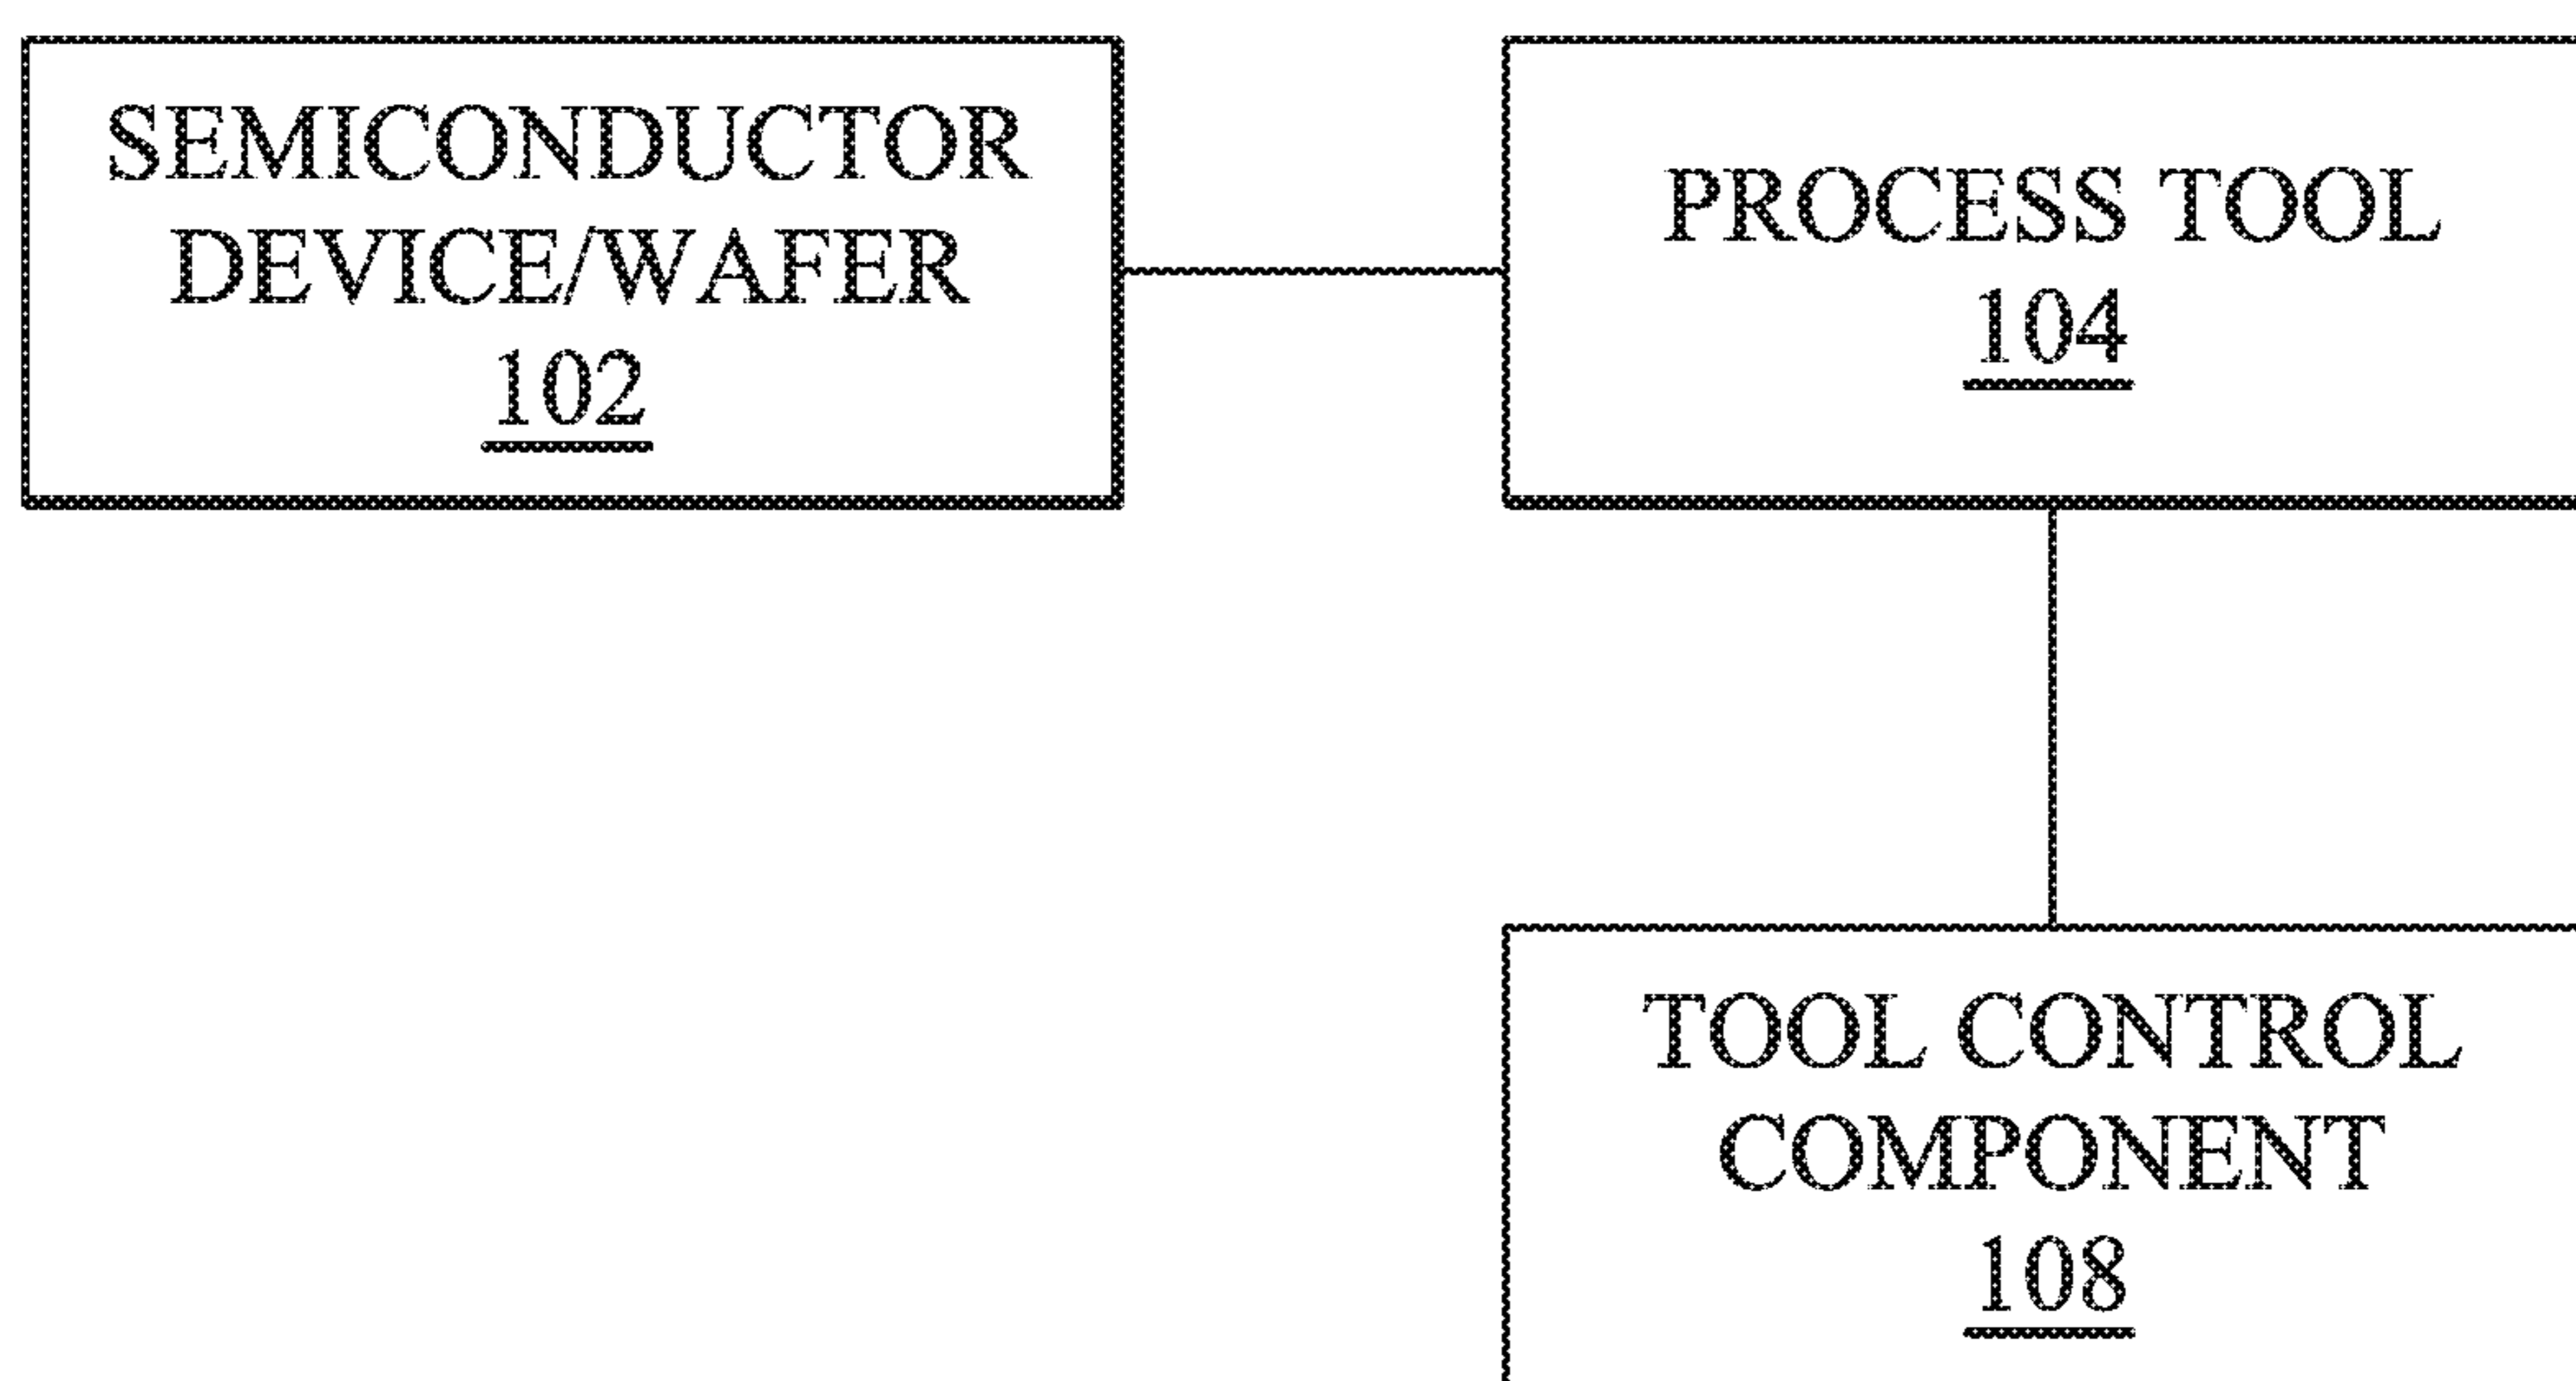 SEMICONDUCTOR
DEVICE/WAFER
102
PROCESS TOOL
104
TOOL CONTROL
COMPONENT
108